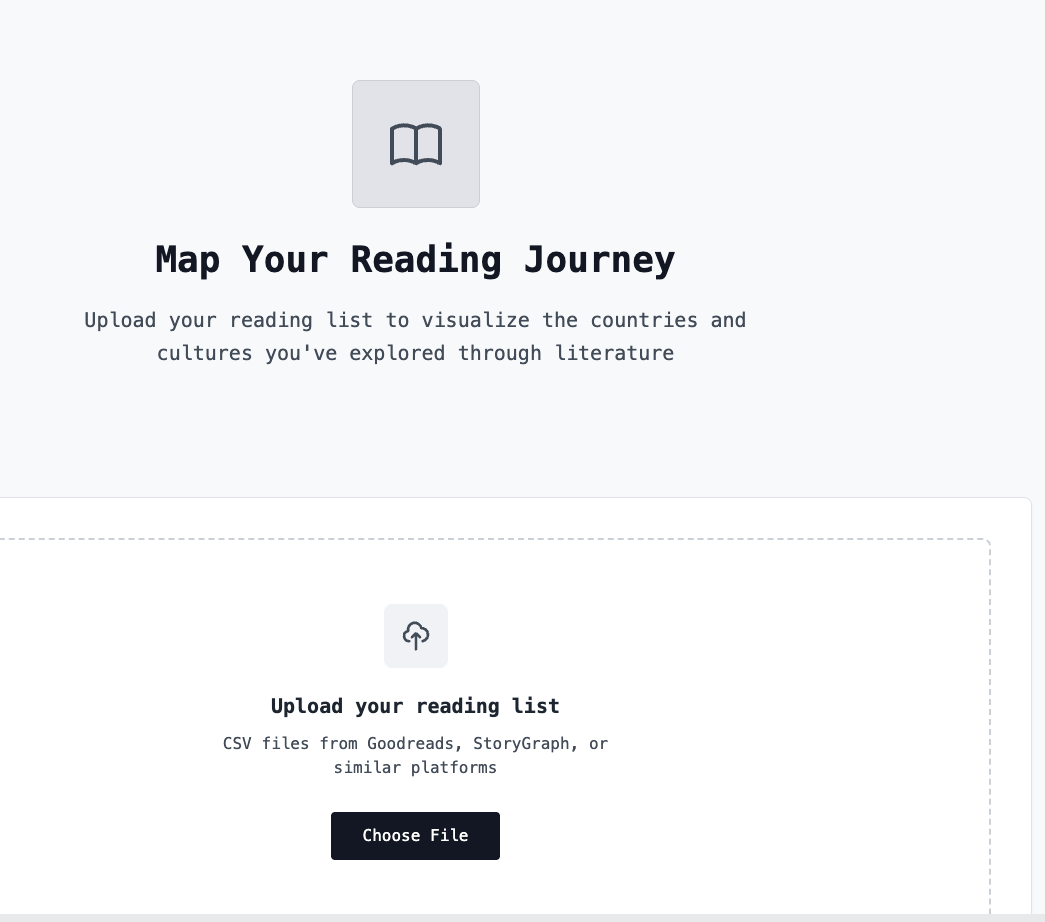 Map Your Reading Journey
Upload your reading list to visualize the countries and
cultures you've explored through literature
Upload your reading list
CSV files from Goodreads, StoryGraph, or
similar platforms
Choose File